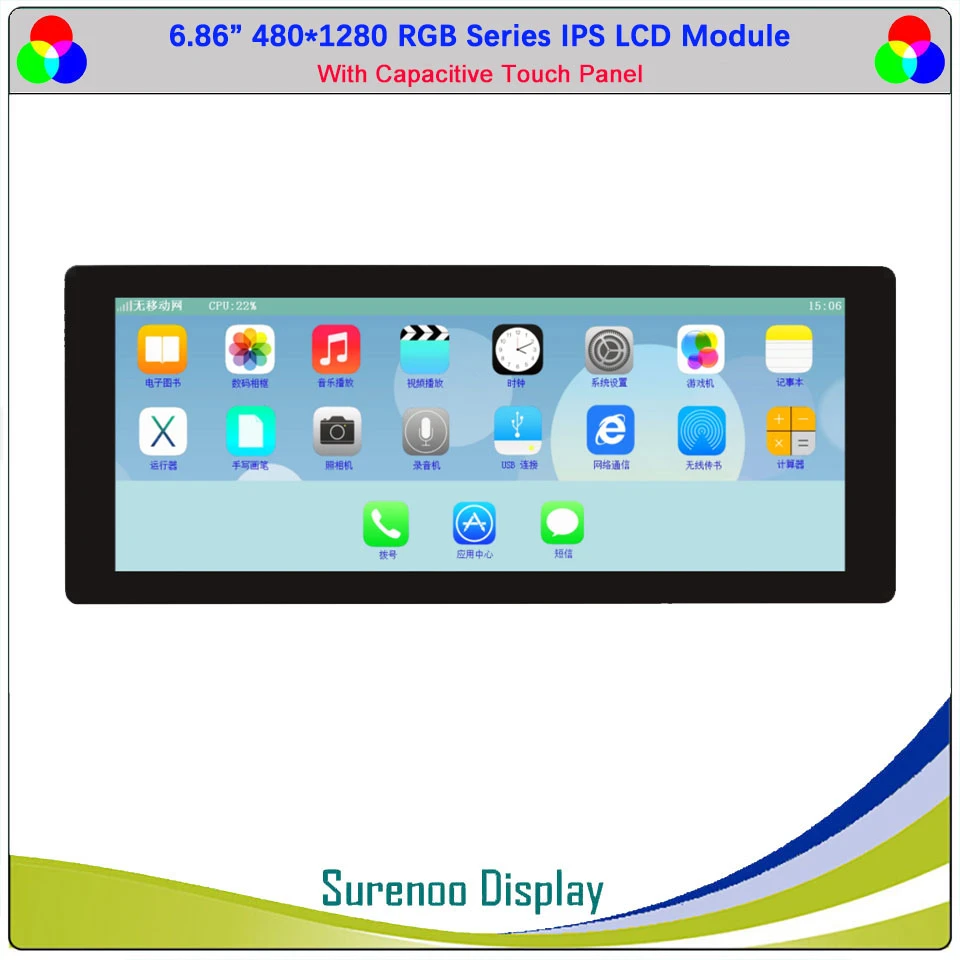 6.86” 480*1280 RGB Series IPS LCD Module
With Capacitive Touch Panel
无移动网 CPU:22% 15:06
电子图书 数码相框 音乐播放 视频播放 时钟 系统设置 游戏机 记事本
运行器 手写画笔 照相机 录音机 USB 连接 网络通信 无线传书 计算器
拨号 应用中心 短信
Surenoo Display